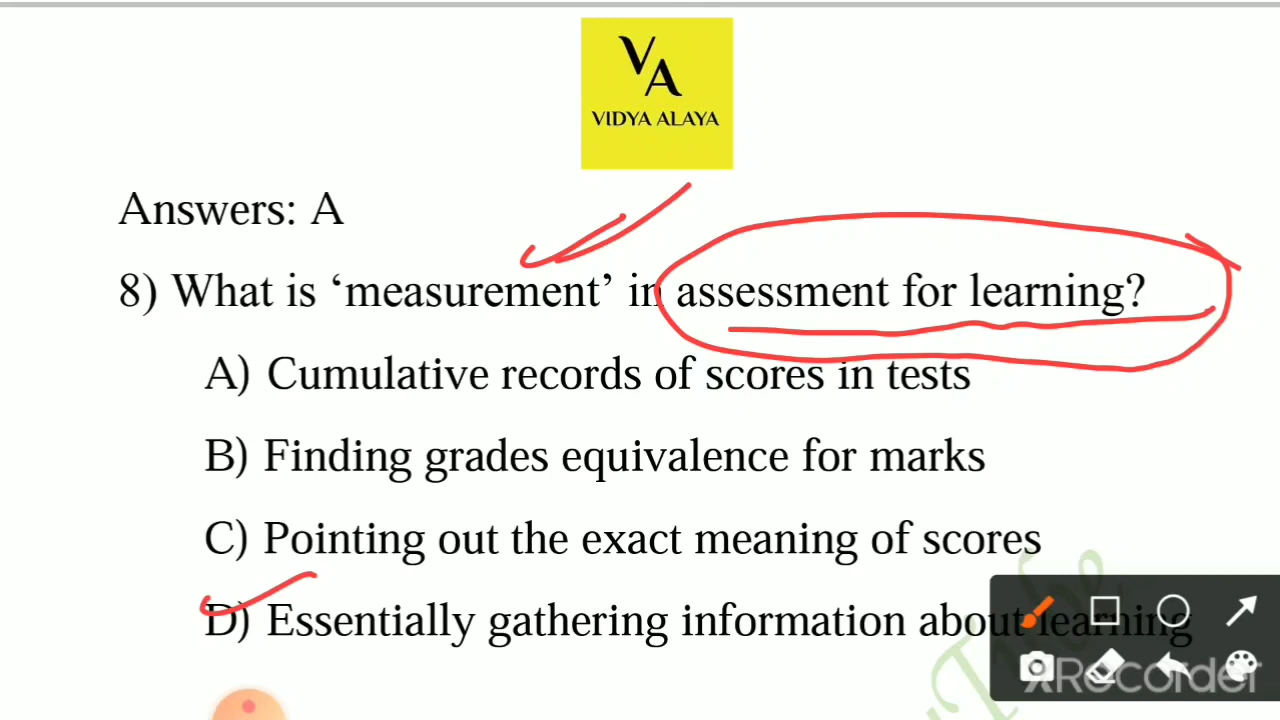 VA
VIDYA ALAYA
Answers: A
8) What is ‘measurement’ in assessment for learning?
A) Cumulative records of scores in tests
B) Finding grades equivalence for marks
C) Pointing out the exact meaning of scores
D) Essentially gathering information about learning
XRecorder